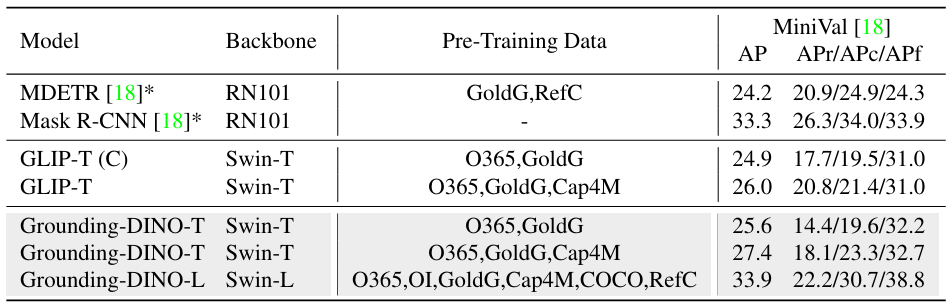 Model Backbone Pre-Training Data MiniVal [18]
AP APr/APc/APf
MDETR [18]* RN101 GoldG,RefC 24.2 20.9/24.9/24.3
Mask R-CNN [18]* RN101 - 33.3 26.3/34.0/33.9
GLIP-T (C) Swin-T O365,GoldG 24.9 17.7/19.5/31.0
GLIP-T Swin-T O365,GoldG,Cap4M 26.0 20.8/21.4/31.0
Grounding-DINO-T Swin-T O365,GoldG 25.6 14.4/19.6/32.2
Grounding-DINO-T Swin-T O365,GoldG,Cap4M 27.4 18.1/23.3/32.7
Grounding-DINO-L Swin-L O365,OI,GoldG,Cap4M,COCO,RefC 33.9 22.2/30.7/38.8